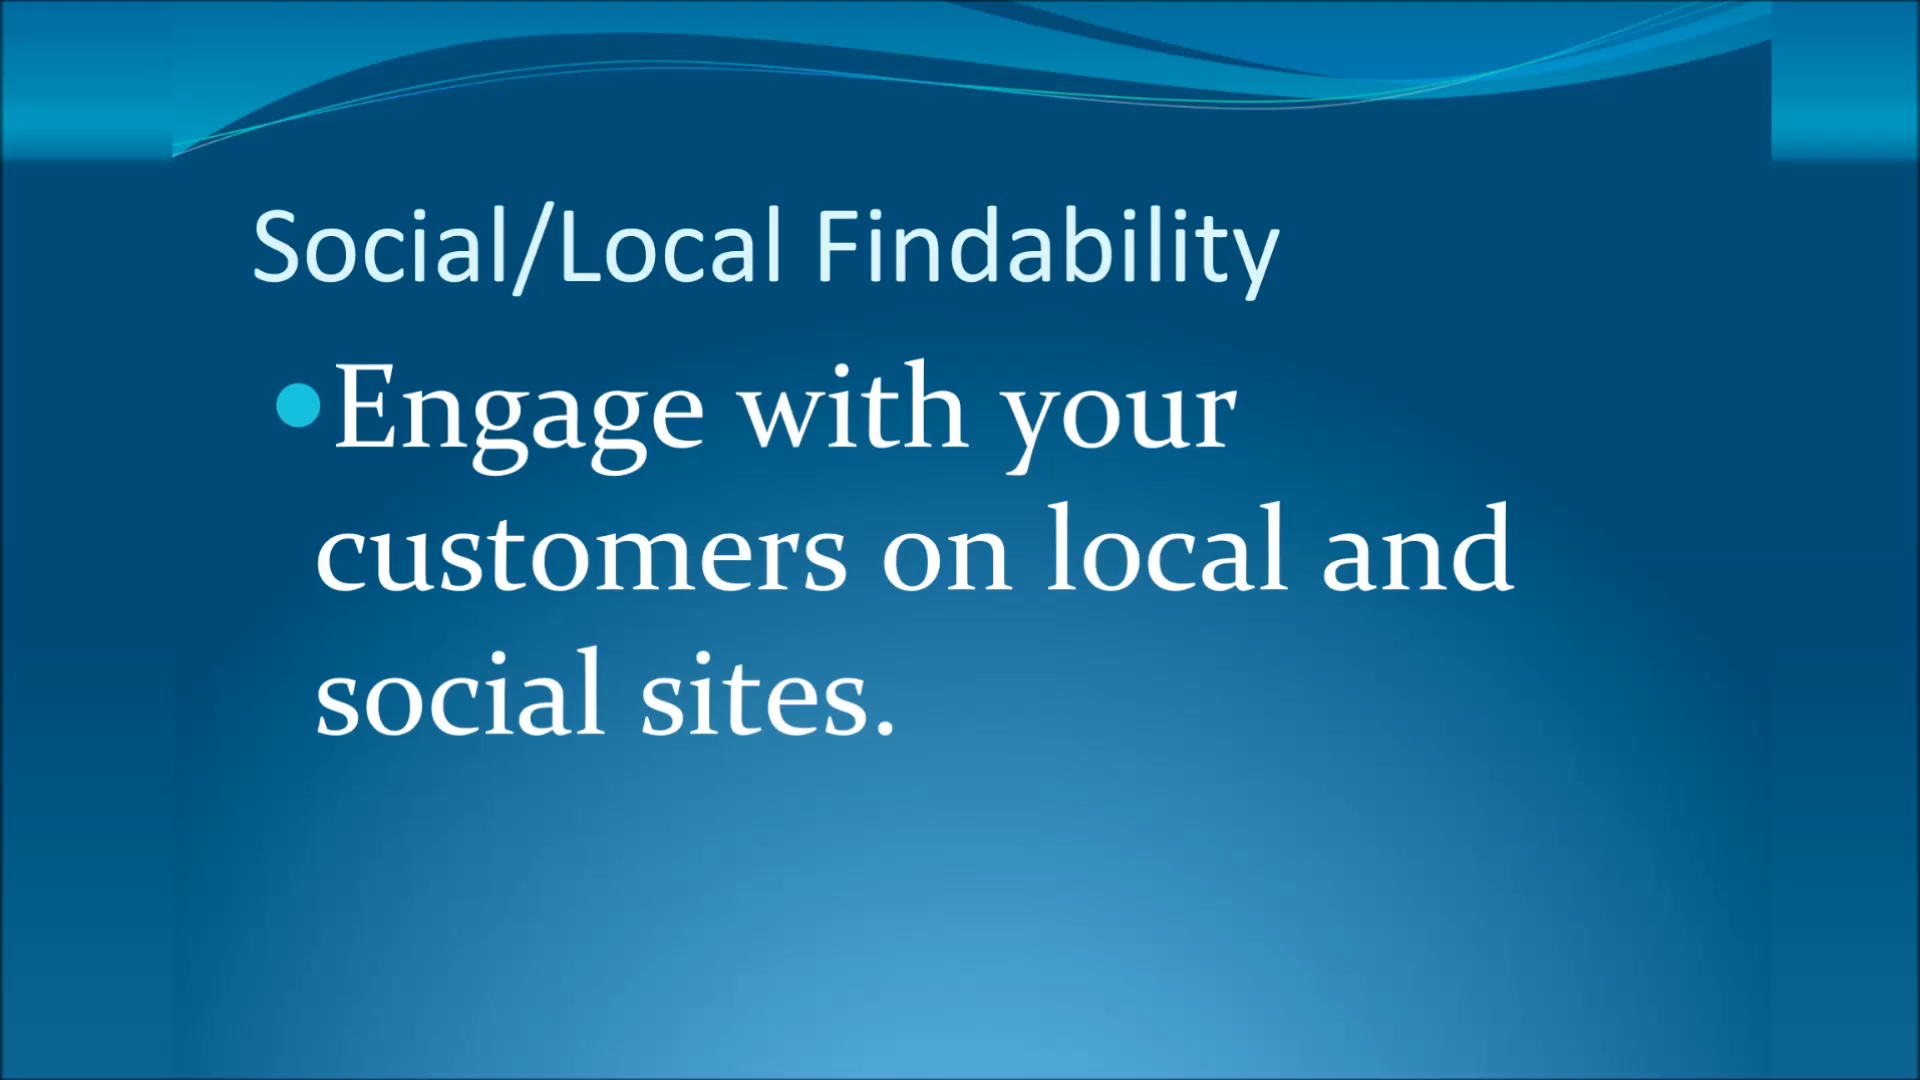 Social/Local Findability
•Engage with your
customers on local and
social sites.